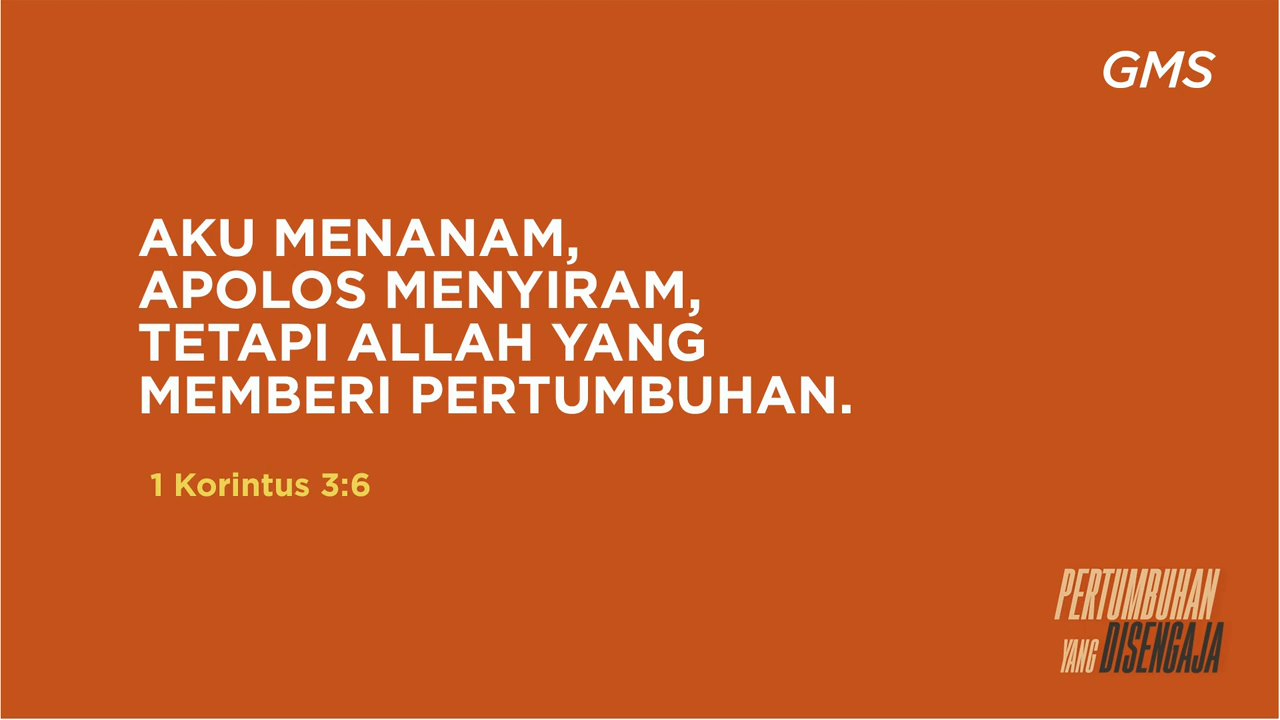 GMS
AKU MENANAM,
APOLOS MENYIRAM,
TETAPI ALLAH YANG
MEMBERI PERTUMBUHAN.
1 Korintus 3:6
PERTUMBUHAN
YANG DISENGAJA